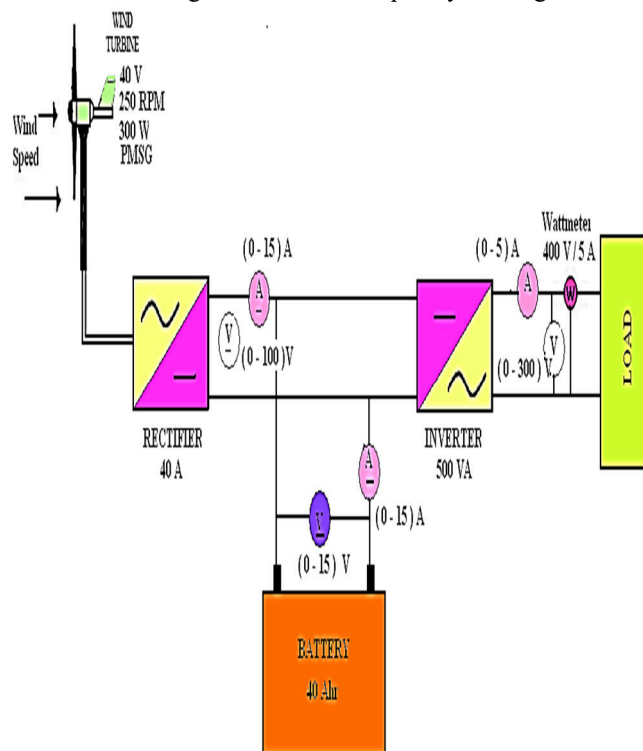 WIND
TURBINE
40 V
250 RPM
300 W
PMSG
Wind
Speed
(0 - 15) A
A
V
(0 - 100) V
RECTIFIER
40 A
(0 - 5) A
A
Wattmeter
400 V / 5 A
W
V
(0 - 300) V
INVERTER
500 VA
LOAD
A
(0 - 15) A
V
(0 - 15) V
BATTERY
40 Ahr